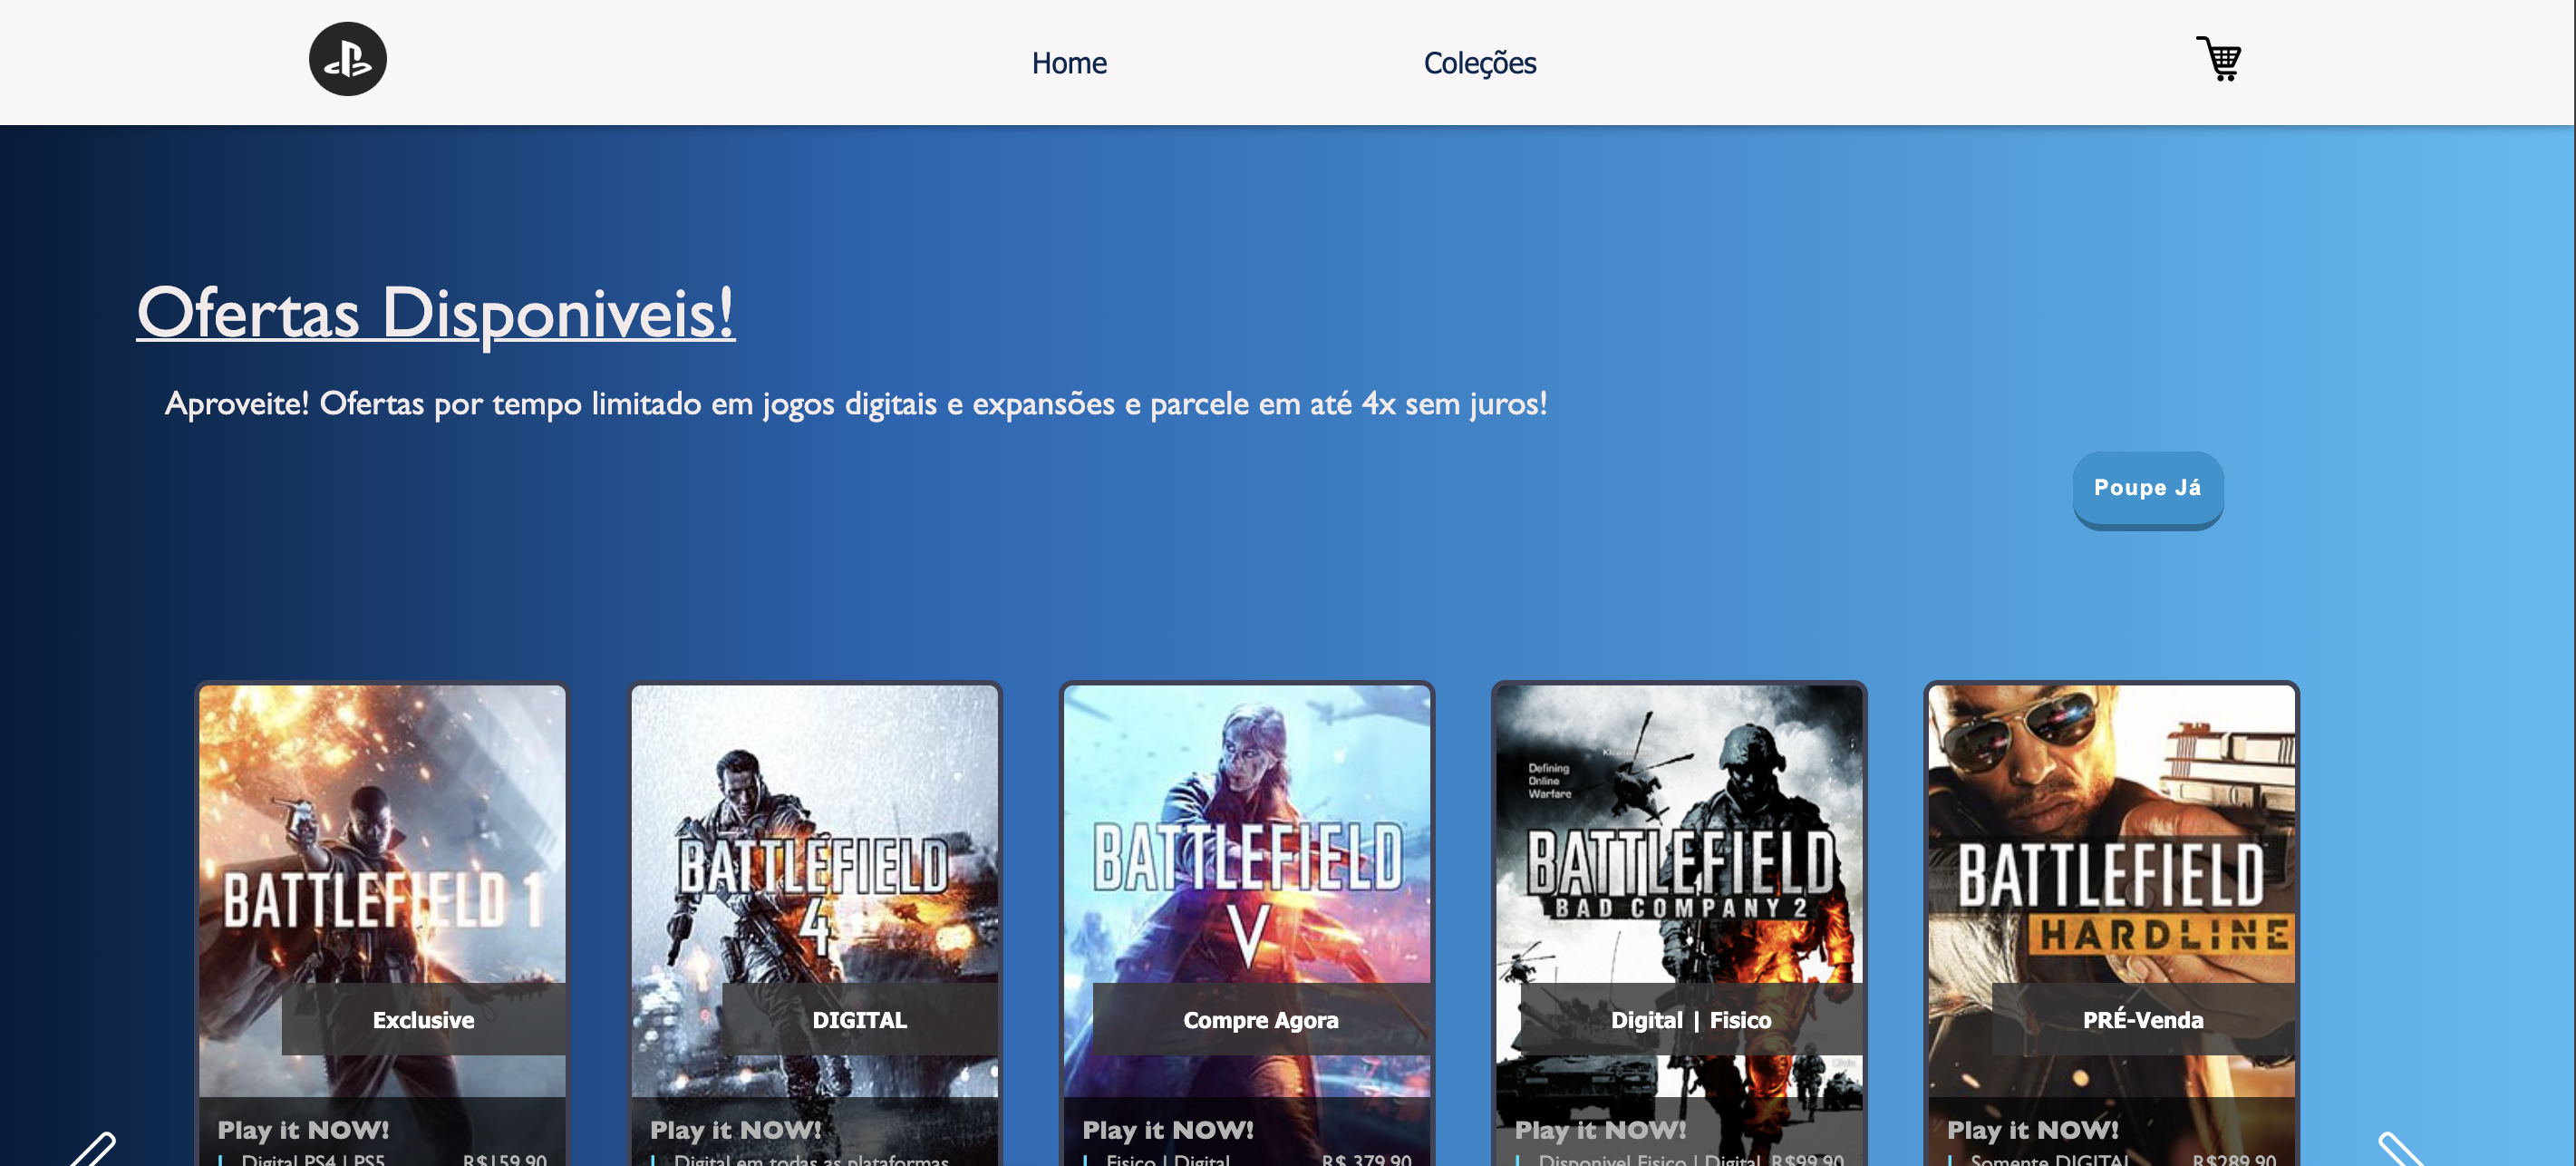 Home Coleções
Ofertas Disponiveis!
Aproveite! Ofertas por tempo limitado em jogos digitais e expansões e parcele em até 4x sem juros!
Poupe Já
BATTLEFIELD 1
Exclusive
Play it NOW!
Digital PS4 | PS5 R$159,90
BATTLEFIELD
4
DIGITAL
Play it NOW!
Digital em todas as plataformas
BATTLEFIELD
V
Compre Agora
Play it NOW!
Fisico | Digital R$ 379,90
Defining
Online
Warfare
BATTLEFIELD
BAD COMPANY 2
Digital | Fisico
Play it NOW!
Disponivel Fisico | Digital R$99,90
BATTLEFIELD
HARDLINE
PRÉ-Venda
Play it NOW!
Somente DIGITAL R$289,90